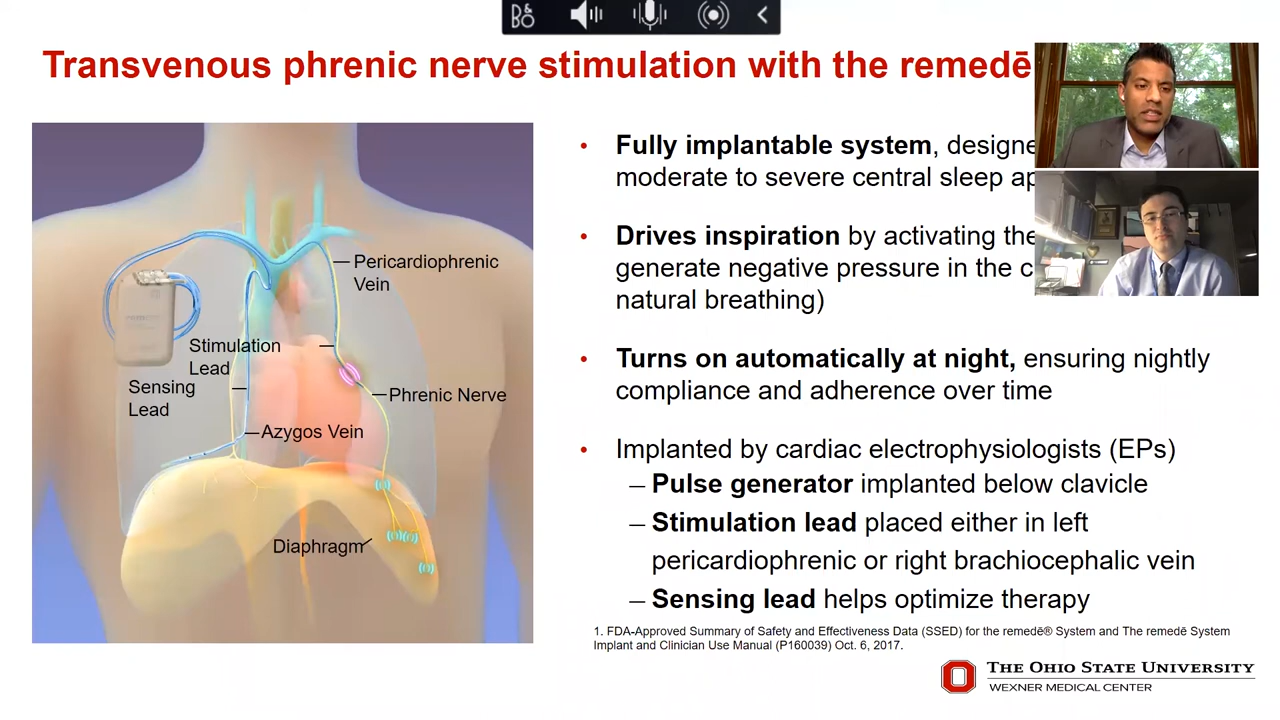 B&O
Transvenous phrenic nerve stimulation with the remedē
Pericardiophrenic
Vein
Stimulation
Lead
Sensing
Lead
Phrenic Nerve
Azygos Vein
Diaphragm
• Fully implantable system, designe
moderate to severe central sleep ap
• Drives inspiration by activating the
generate negative pressure in the c
natural breathing)
• Turns on automatically at night, ensuring nightly
compliance and adherence over time
• Implanted by cardiac electrophysiologists (EPs)
– Pulse generator implanted below clavicle
– Stimulation lead placed either in left
pericardiophrenic or right brachiocephalic vein
– Sensing lead helps optimize therapy
1. FDA-Approved Summary of Safety and Effectiveness Data (SSED) for the remedē® System and The remedē System
Implant and Clinician Use Manual (P160039) Oct. 6, 2017.
THE OHIO STATE UNIVERSITY
WEXNER MEDICAL CENTER